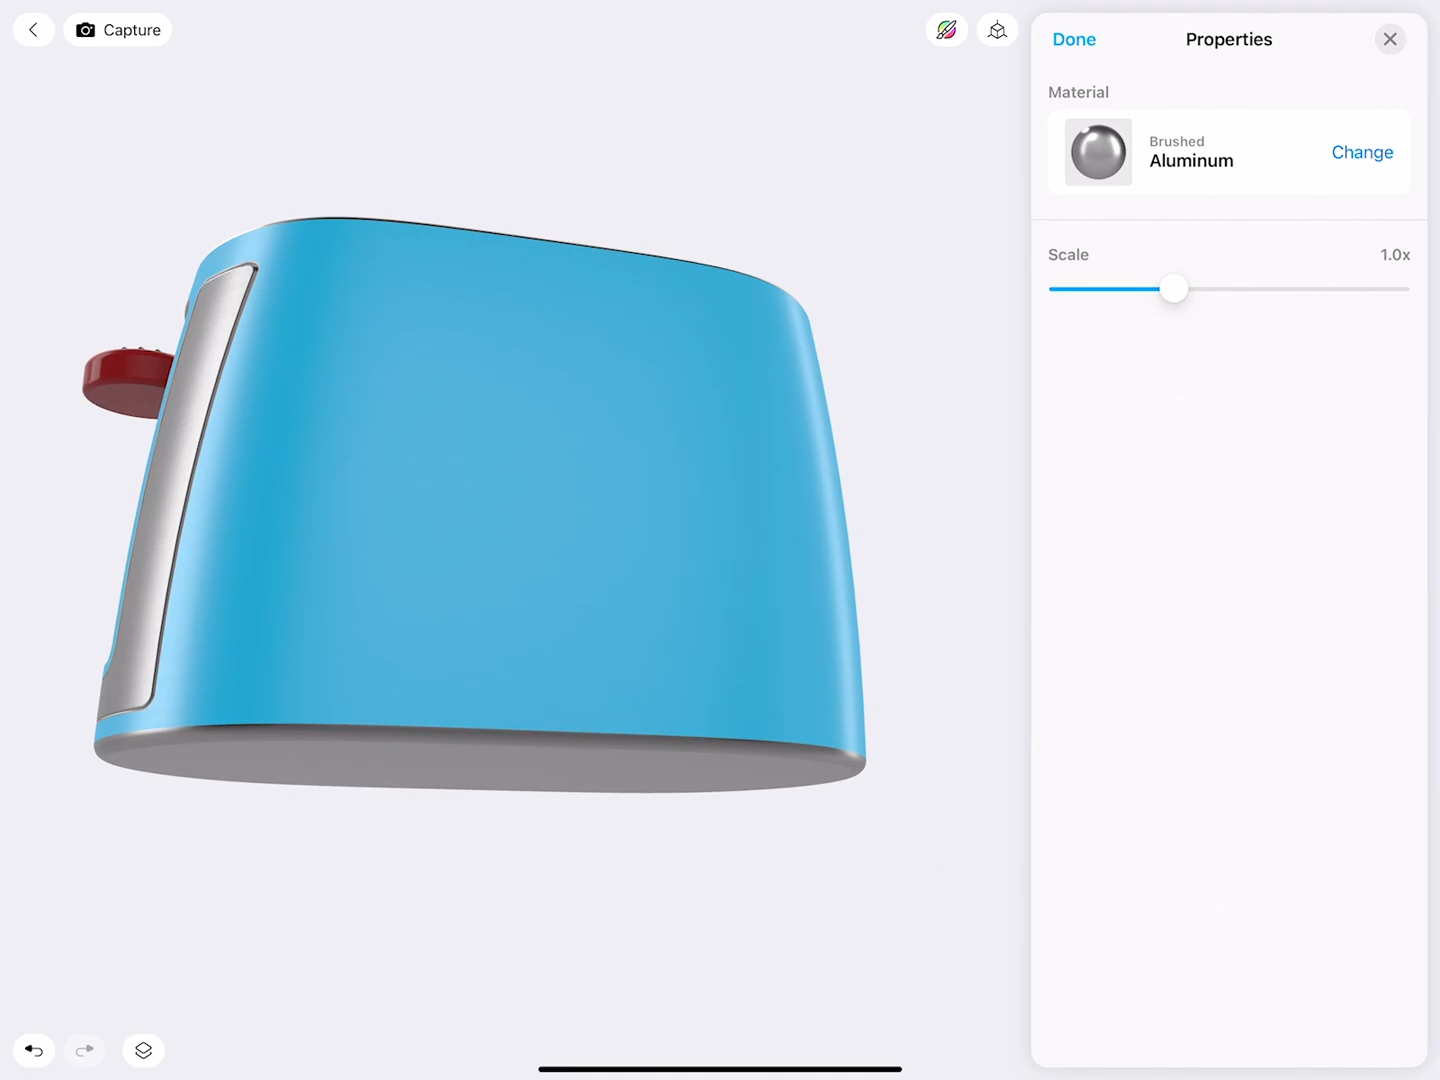 Capture
Done
Properties
Material
Brushed
Aluminum
Change
Scale
1.0x